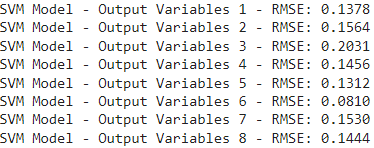 SVM Model - Output Variables 1 - RMSE: 0.1378
SVM Model - Output Variables 2 - RMSE: 0.1564
SVM Model - Output Variables 3 - RMSE: 0.2031
SVM Model - Output Variables 4 - RMSE: 0.1456
SVM Model - Output Variables 5 - RMSE: 0.1312
SVM Model - Output Variables 6 - RMSE: 0.0810
SVM Model - Output Variables 7 - RMSE: 0.1530
SVM Model - Output Variables 8 - RMSE: 0.1444